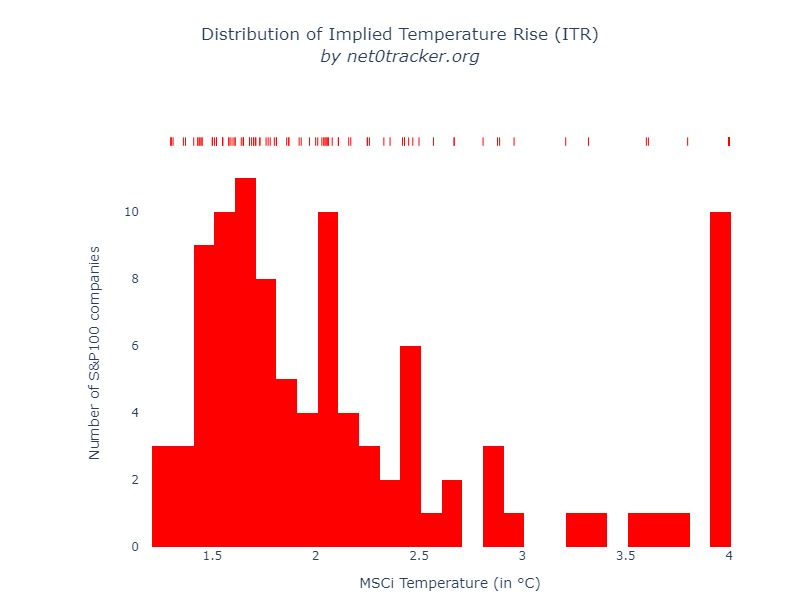 Distribution of Implied Temperature Rise (ITR)
by net0tracker.org
10
8
6
4
2
0
Number of S&P100 companies
1.5 2 2.5 3 3.5 4
MSCi Temperature (in °C)